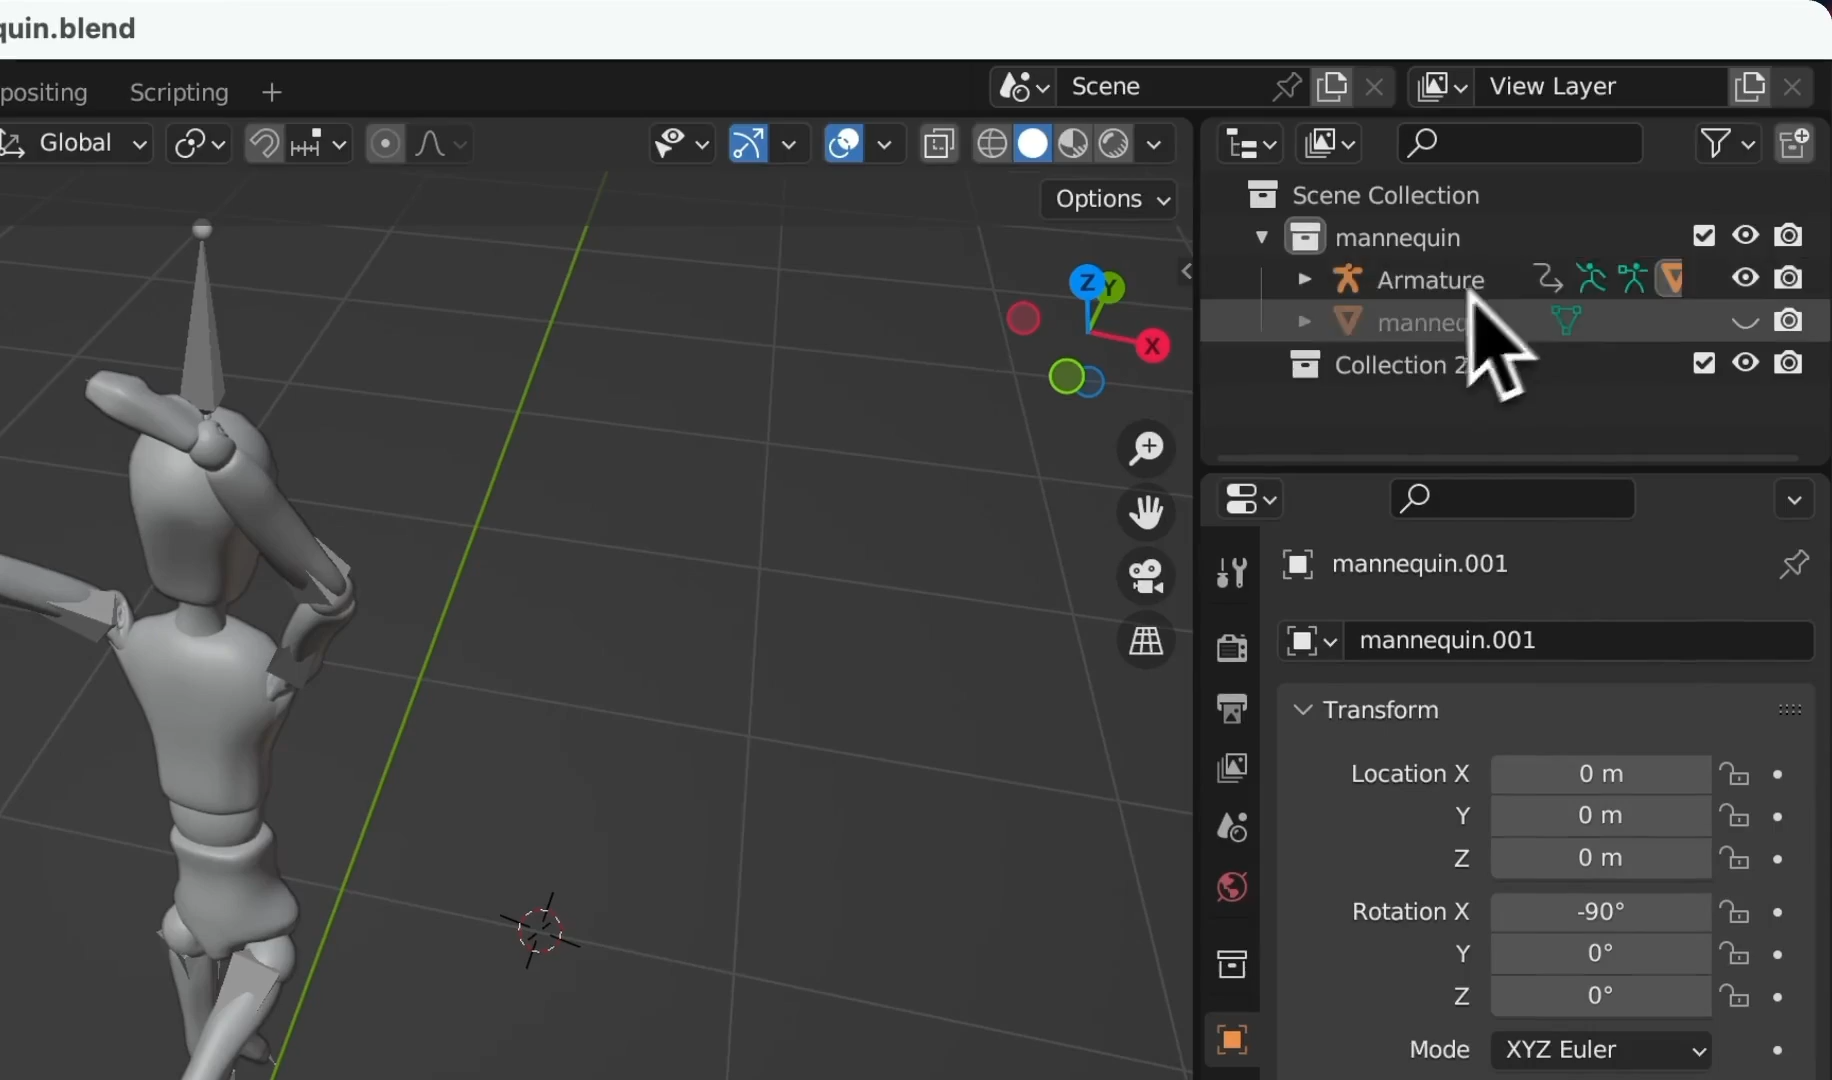 quin.blend
positing
Scripting
Scene
View Layer
Global
Options
Scene Collection
mannequin
Armature
manneq
Collection 2
Z
Y
X
mannequin.001
mannequin.001
Transform
Location X 0 m
Y 0 m
Z 0 m
Rotation X -90°
Y 0°
Z 0°
Mode XYZ Euler